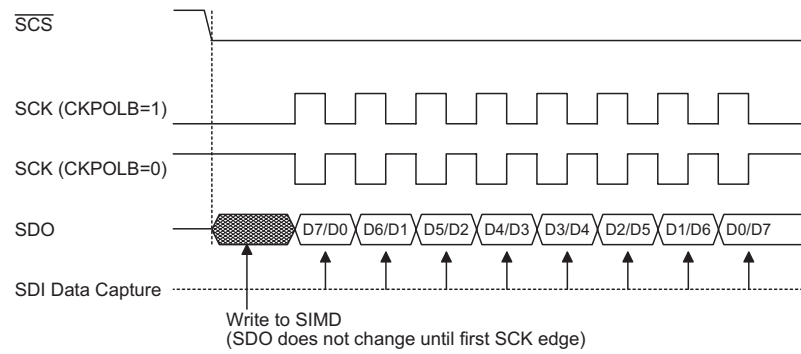 SCS
SCK (CKPOLB=1)
SCK (CKPOLB=0)
SDO
D7/D0 D6/D1 D5/D2 D4/D3 D3/D4 D2/D5 D1/D6 D0/D7
SDI Data Capture
Write to SIMD
(SDO does not change until first SCK edge)